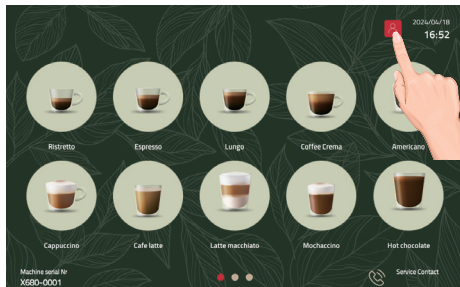 2024/04/18
16:52
Ristretto
Espresso
Lungo
Coffee Crema
Americano
Cappuccino
Cafe latte
Latte macchiato
Mochaccino
Hot chocolate
Machine serial Nr
X680-0001
Service Contact